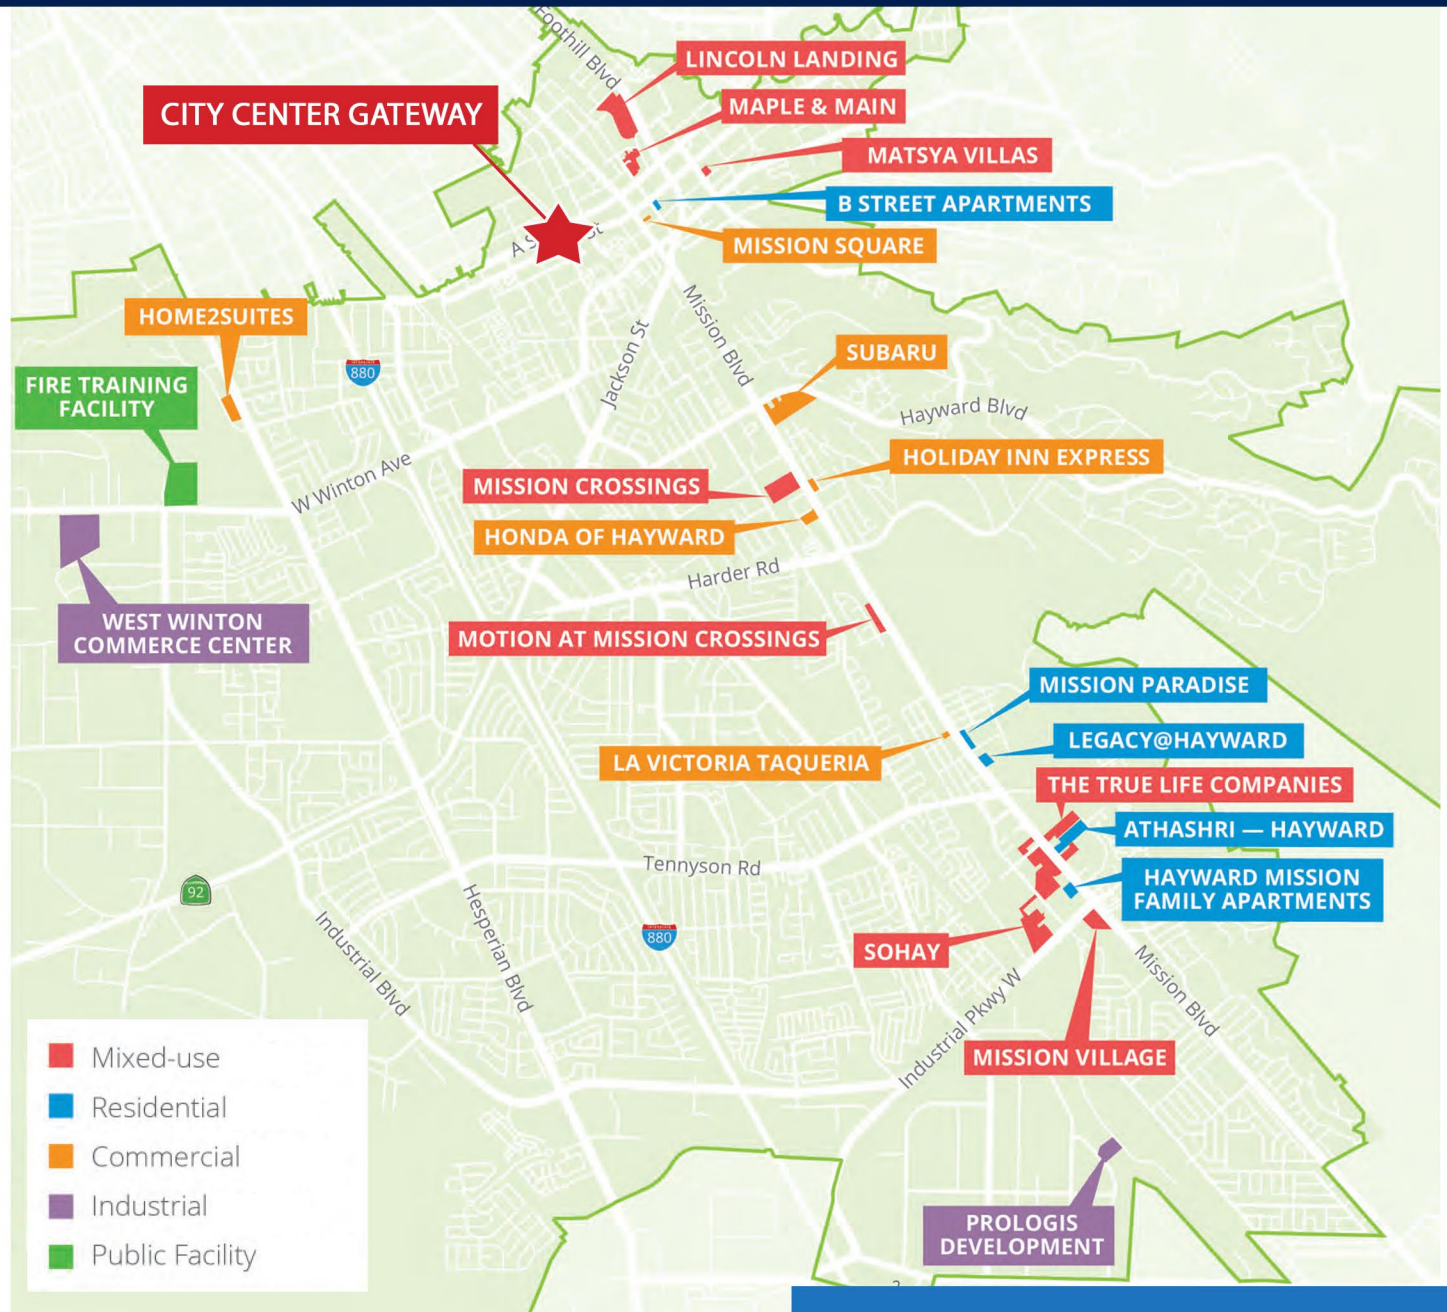 Foothill Blvd
LINCOLN LANDING
CITY CENTER GATEWAY
MAPLE & MAIN
MATSYA VILLAS
B STREET APARTMENTS
MISSION SQUARE
HOME2SUITES
Mission Blvd
Jackson St
SUBARU
880
FIRE TRAINING
FACILITY
Hayward Blvd
W Winton Ave
HOLIDAY INN EXPRESS
MISSION CROSSINGS
HONDA OF HAYWARD
Harder Rd
WEST WINTON
COMMERCE CENTER
MOTION AT MISSION CROSSINGS
MISSION PARADISE
LEGACY@HAYWARD
LA VICTORIA TAQUERIA
THE TRUE LIFE COMPANIES
ATHASHRI — HAYWARD
Tennyson Rd
HAYWARD MISSION
FAMILY APARTMENTS
92
Industrial Blvd
Hesperian Blvd
880
SOHAY
Industrial Pkwy W
Mission Blvd
MISSION VILLAGE
Mixed-use
Residential
Commercial
Industrial
Public Facility
PROLOGIS
DEVELOPMENT